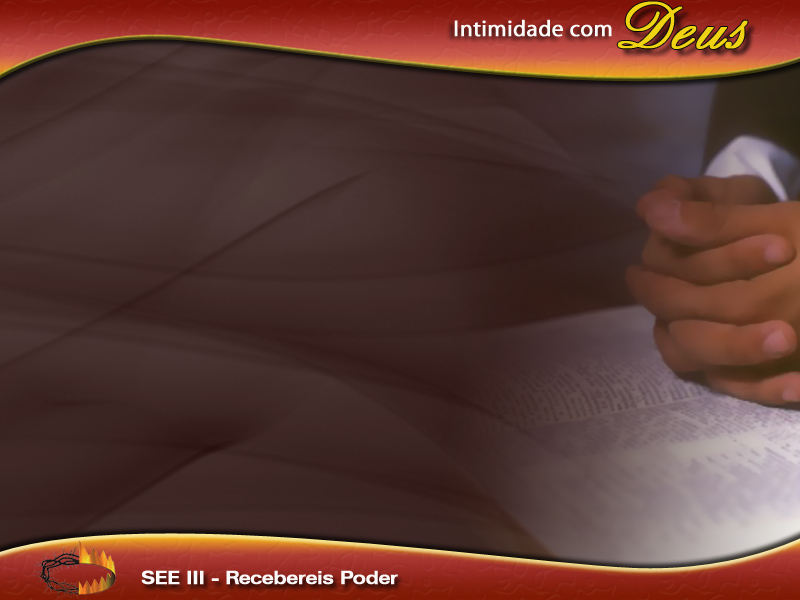 Intimidade com Deus
SEE III - Recebereis Poder